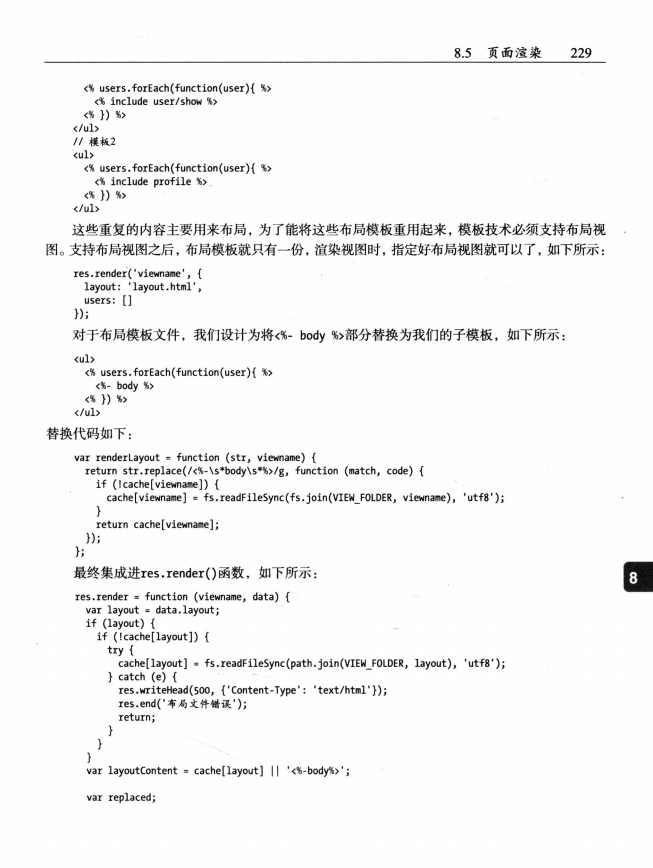 8.5 页面渲染 229
<% users.forEach(function(user){ %>
<% include user/show %>
<% }) %>
</ul>
// 模板2
<ul>
<% users.forEach(function(user){ %>
<% include profile %>
<% }) %>
</ul>
这些重复的内容主要用来布局，为了能将这些布局模板重用起来，模板技术必须支持布局视
图。支持布局视图之后，布局模板就只有一份，渲染视图时，指定好布局视图就可以了，如下所示：
res.render('viewname', {
layout: 'layout.html',
users: []
});
对于布局模板文件，我们设计为将<%- body %>部分替换为我们的子模板，如下所示：
<ul>
<% users.forEach(function(user){ %>
<%- body %>
<% }) %>
</ul>
替换代码如下：
var renderLayout = function (str, viewname) {
return str.replace(/<%-\s*body\s*%>/g, function (match, code) {
if (!cache[viewname]) {
cache[viewname] = fs.readFileSync(fs.join(VIEW_FOLDER, viewname), 'utf8');
}
return cache[viewname];
});
};
最终集成进res.render()函数，如下所示：
8
res.render = function (viewname, data) {
var layout = data.layout;
if (layout) {
if (!cache[layout]) {
try {
cache[layout] = fs.readFileSync(path.join(VIEW_FOLDER, layout), 'utf8');
} catch (e) {
res.writeHead(500, {'Content-Type': 'text/html'});
res.end('布局文件错误');
return;
}
}
}
var layoutContent = cache[layout] || '<%-body%>';
var replaced;